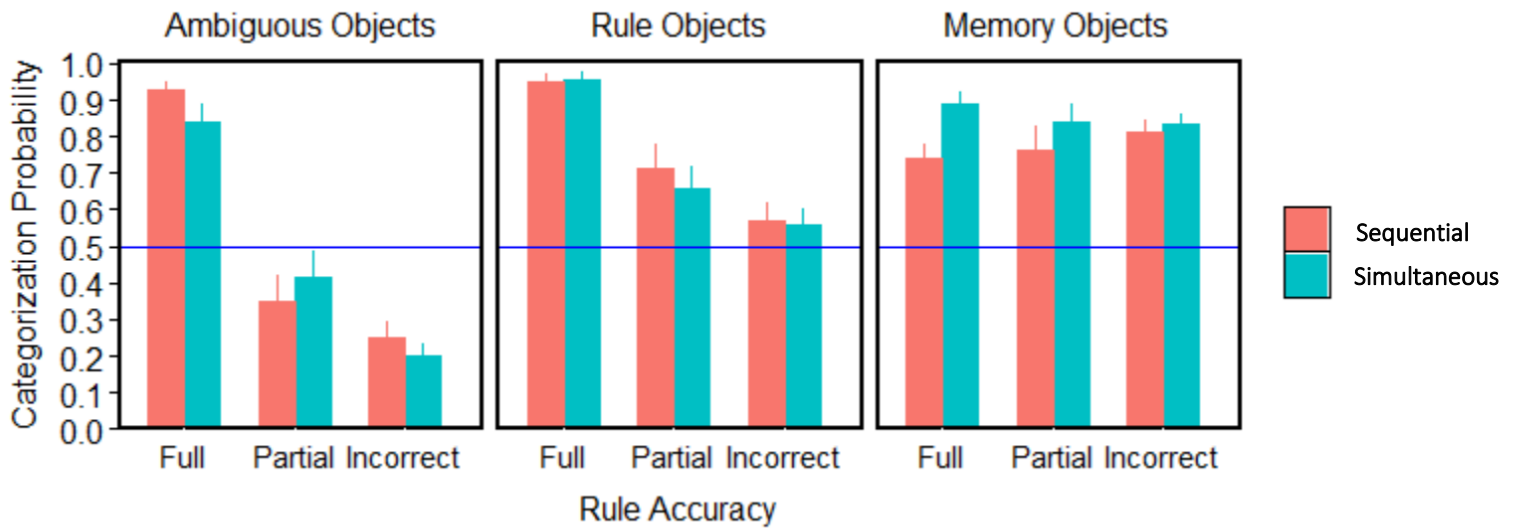 Ambiguous Objects
Rule Objects
Memory Objects
Categorization Probability
1.0
0.9
0.8
0.7
0.6
0.5
0.4
0.3
0.2
0.1
0.0
Full Partial Incorrect
Full Partial Incorrect
Full Partial Incorrect
Rule Accuracy
Sequential
Simultaneous